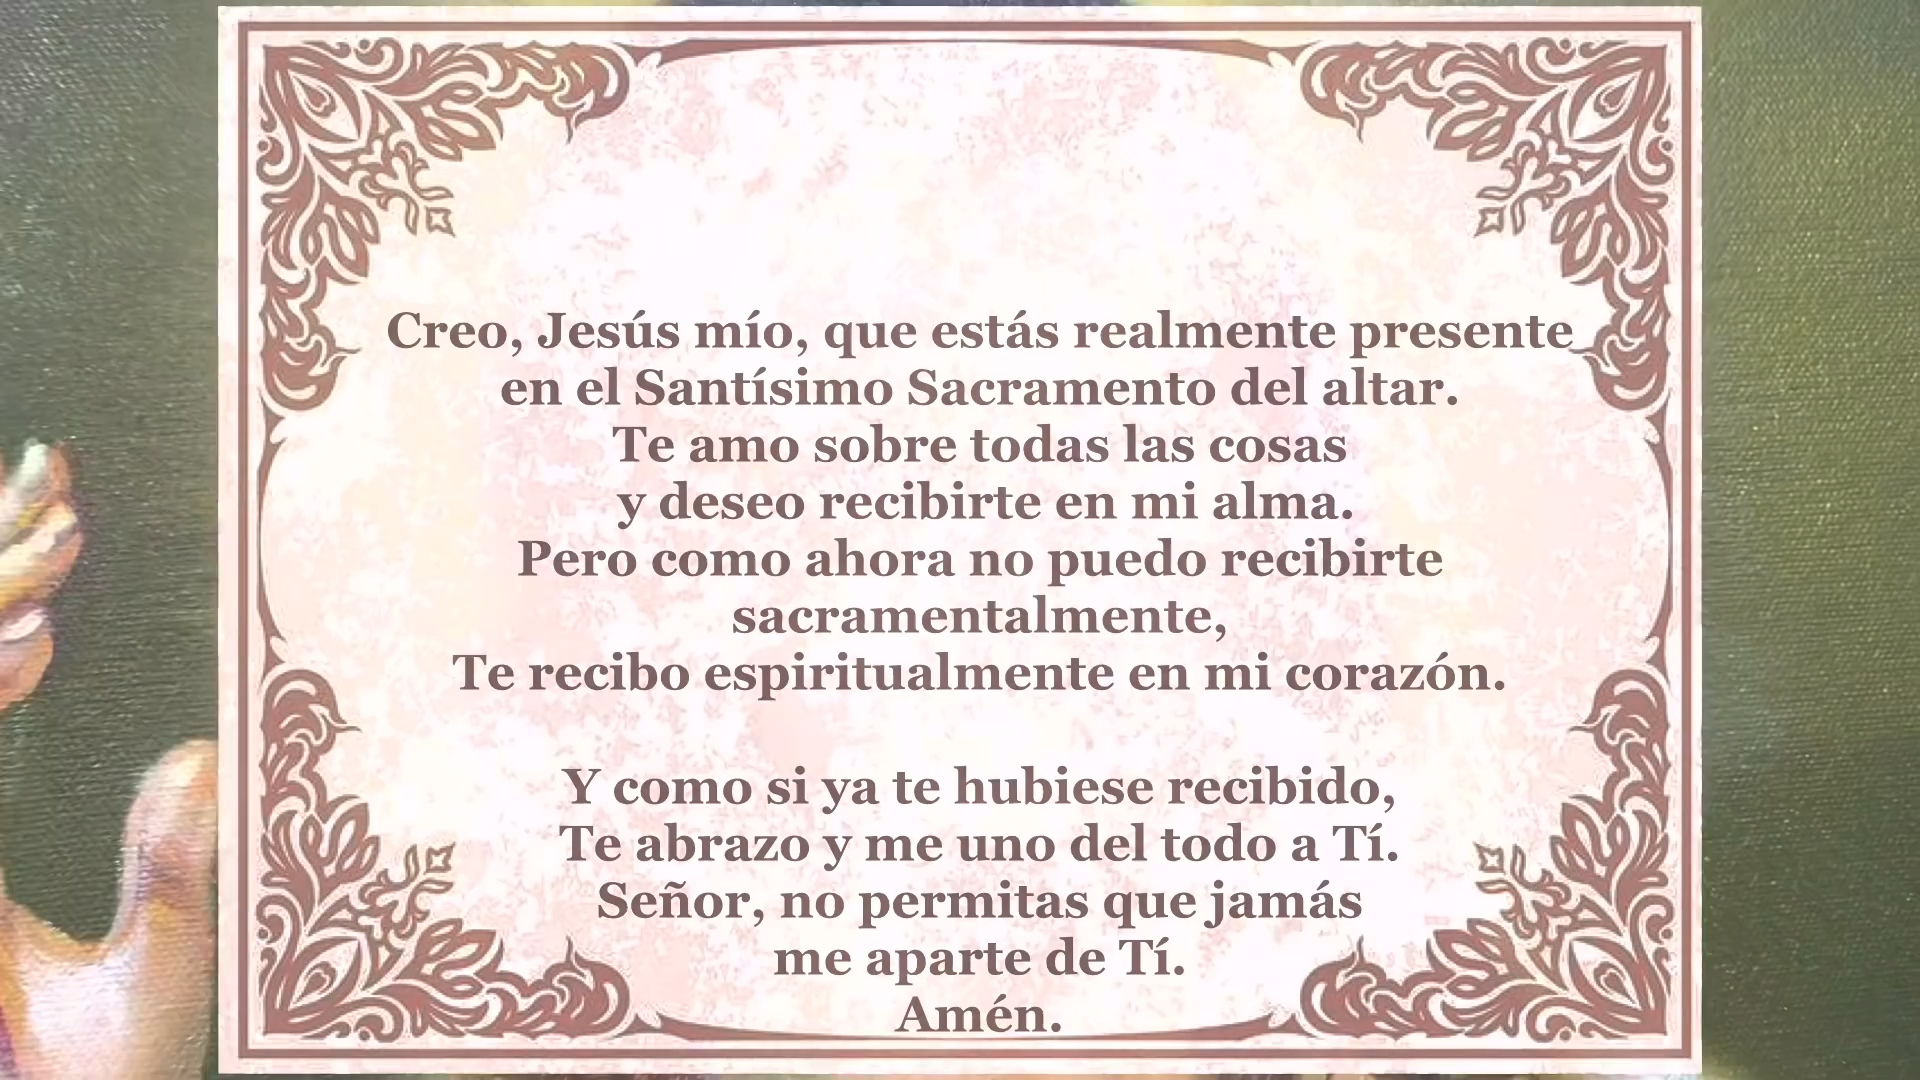 Creo, Jesús mío, que estás realmente presente
en el Santísimo Sacramento del altar.
Te amo sobre todas las cosas
y deseo recibirte en mi alma.
Pero como ahora no puedo recibirte
sacramentalmente,
Te recibo espiritualmente en mi corazón.
Y como si ya te hubiese recibido,
Te abrazo y me uno del todo a Tí.
Señor, no permitas que jamás
me aparte de Tí.
Amén.